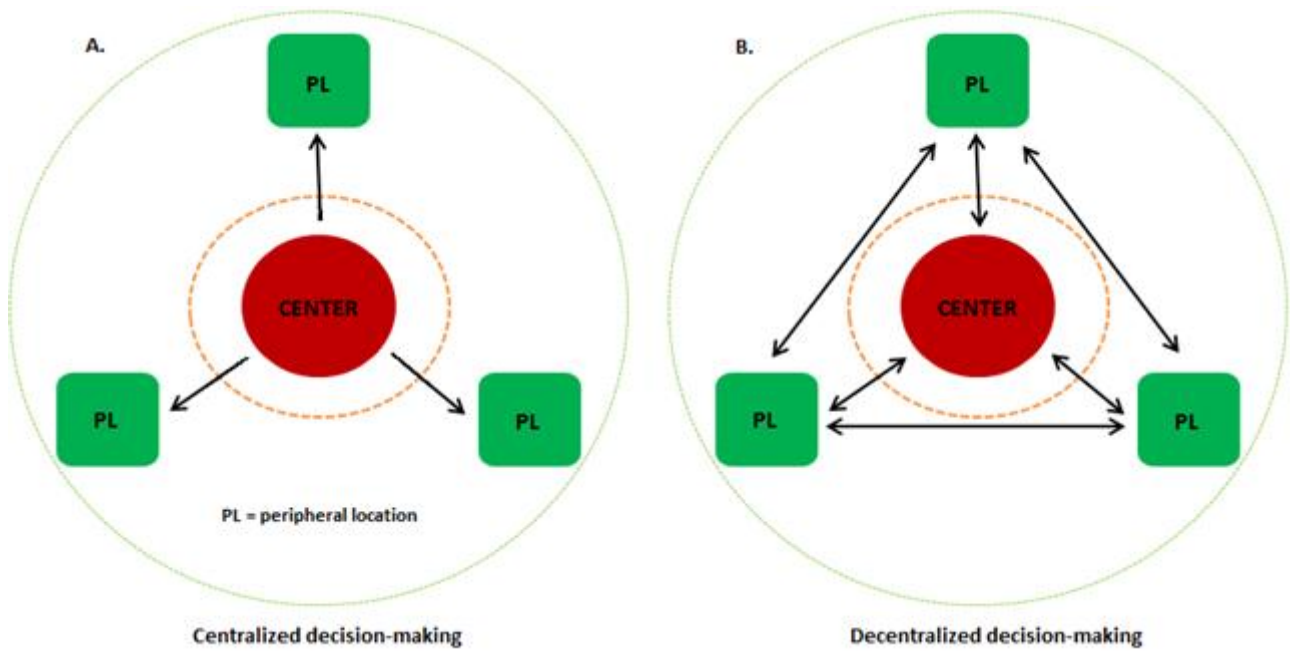 A.
PL
CENTER
PL
PL
PL = peripheral location
Centralized decision-making
B.
PL
CENTER
PL
PL
Decentralized decision-making